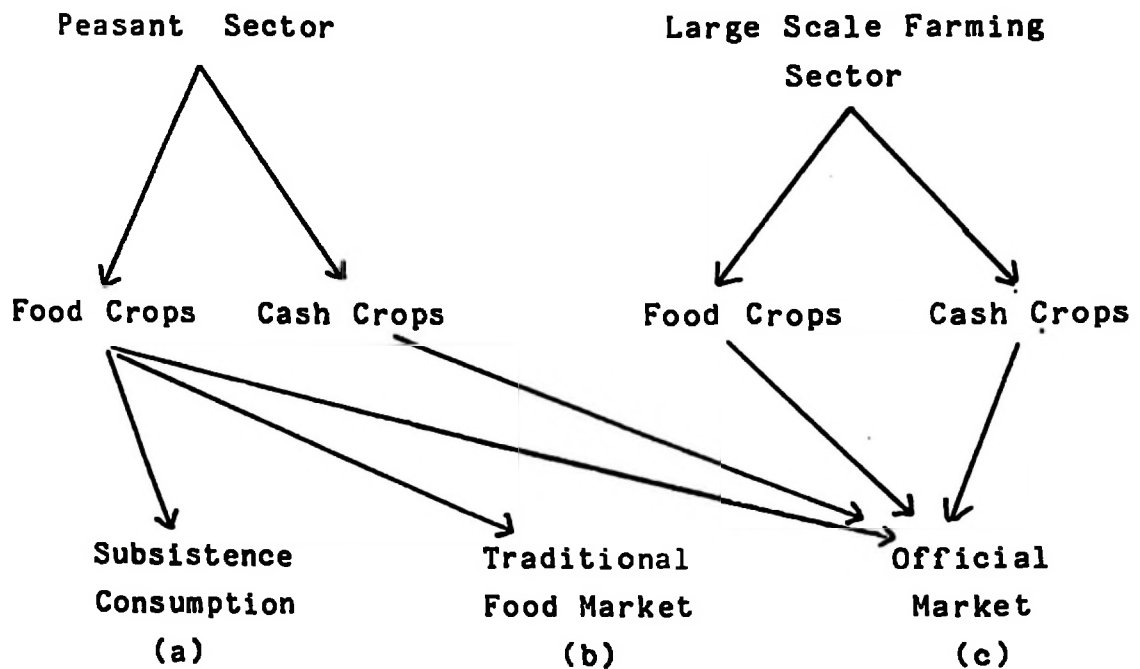 Peasant Sector
Large Scale Farming
Sector
Food Crops
Cash Crops
Food Crops
Cash Crops
Subsistence
Consumption
(a)
Traditional
Food Market
(b)
Official
Market
(c)